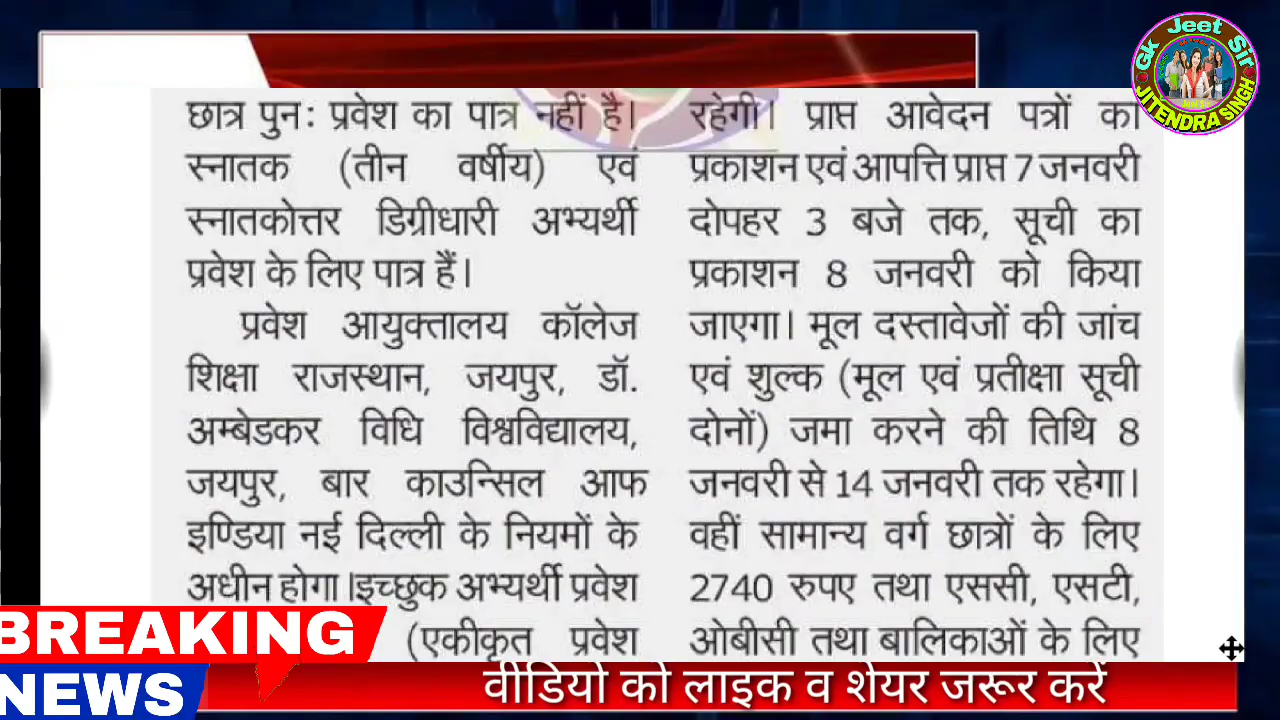 Gk Jeet Sir
JITENDRA SINGH
Jeet Sir
छात्र पुनः प्रवेश का पात्र नहीं है।
स्नातक (तीन वर्षीय) एवं
स्नातकोत्तर डिग्रीधारी अभ्यर्थी
प्रवेश के लिए पात्र हैं।
प्रवेश आयुक्तालय कॉलेज
शिक्षा राजस्थान, जयपुर, डॉ.
अम्बेडकर विधि विश्वविद्यालय,
जयपुर, बार काउन्सिल आफ
इण्डिया नई दिल्ली के नियमों के
अधीन होगा।इच्छुक अभ्यर्थी प्रवेश
(एकीकृत प्रवेश
रहेगी। प्राप्त आवेदन पत्रों का
प्रकाशन एवं आपत्ति प्राप्त 7 जनवरी
दोपहर 3 बजे तक, सूची का
प्रकाशन 8 जनवरी को किया
जाएगा। मूल दस्तावेजों की जांच
एवं शुल्क (मूल एवं प्रतीक्षा सूची
दोनों) जमा करने की तिथि 8
जनवरी से 14 जनवरी तक रहेगा।
वहीं सामान्य वर्ग छात्रों के लिए
2740 रुपए तथा एससी, एसटी,
ओबीसी तथा बालिकाओं के लिए
BREAKING
NEWS
वीडियो को लाइक व शेयर जरूर करें